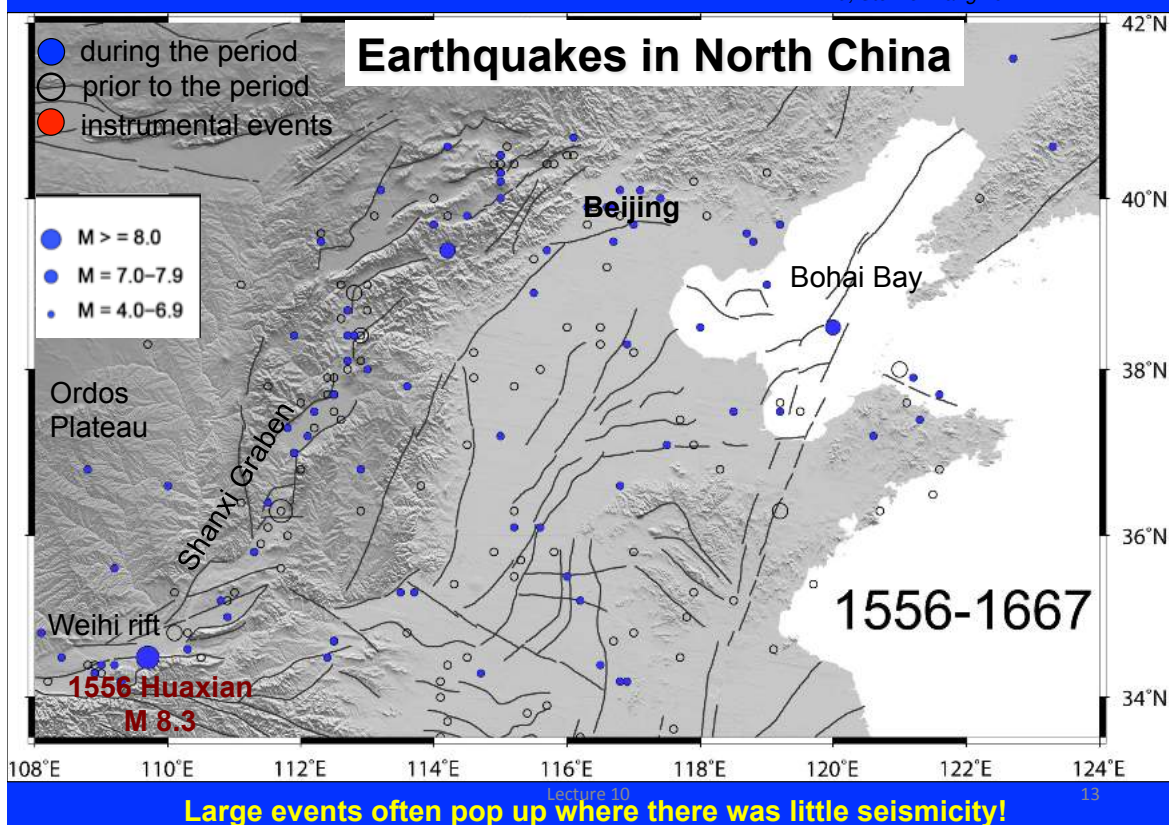 Earthquakes in North China
during the period
prior to the period
instrumental events
M > = 8.0
M = 7.0–7.9
M = 4.0–6.9
Beijing
Bohai Bay
Ordos
Plateau
Shanxi Graben
Weihi rift
1556 Huaxian
M 8.3
1556-1667
42°N
40°N
38°N
36°N
34°N
108°E 110°E 112°E 114°E 116°E 118°E 120°E 122°E 124°E
Lecture 10
13
Large events often pop up where there was little seismicity!